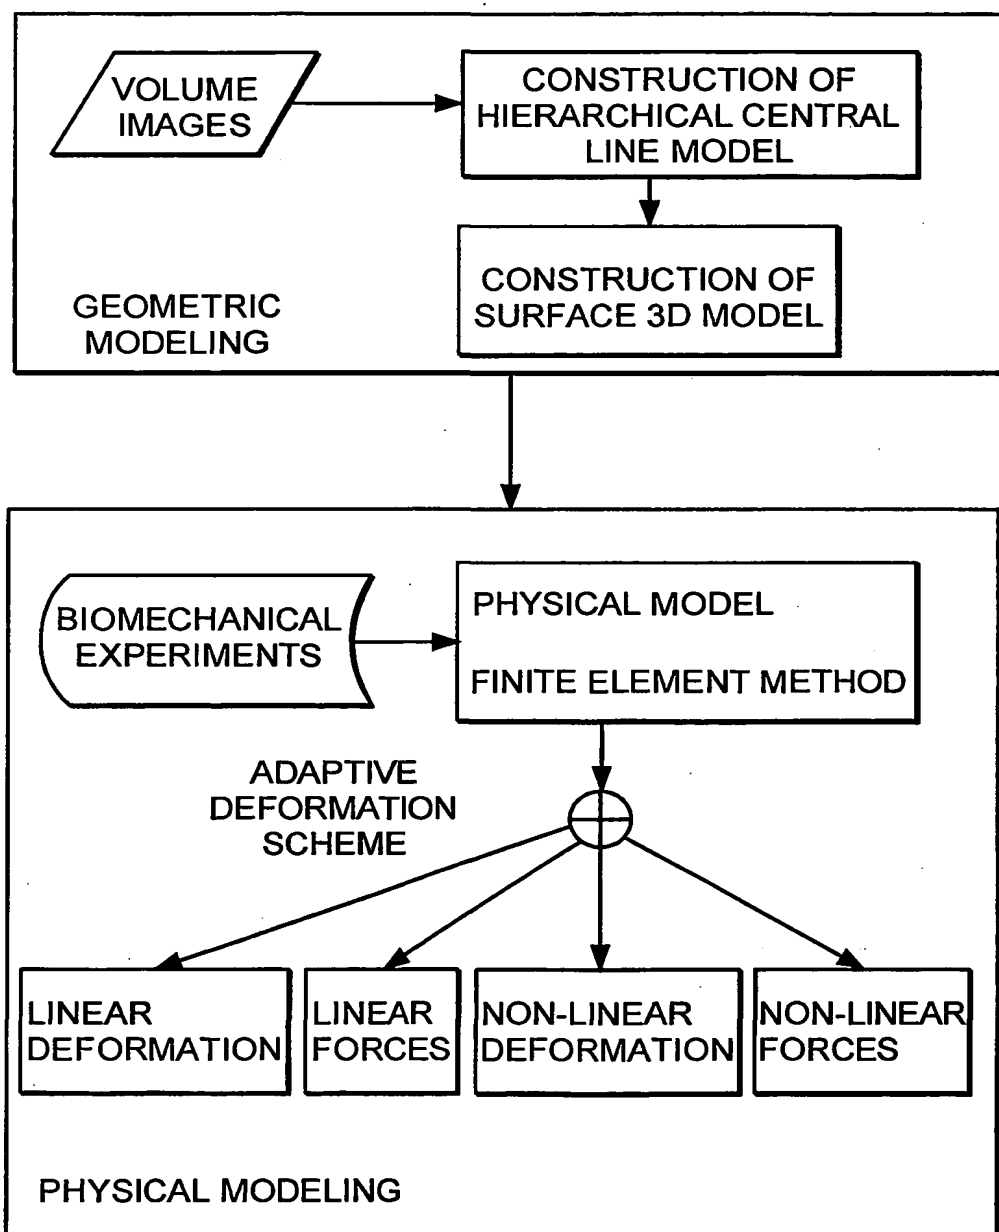 VOLUME
IMAGES
CONSTRUCTION OF
HIERARCHICAL CENTRAL
LINE MODEL
CONSTRUCTION OF
SURFACE 3D MODEL
GEOMETRIC
MODELING
BIOMECHANICAL
EXPERIMENTS
PHYSICAL MODEL
FINITE ELEMENT METHOD
ADAPTIVE
DEFORMATION
SCHEME
LINEAR
DEFORMATION
LINEAR
FORCES
NON-LINEAR
DEFORMATION
NON-LINEAR
FORCES
PHYSICAL MODELING